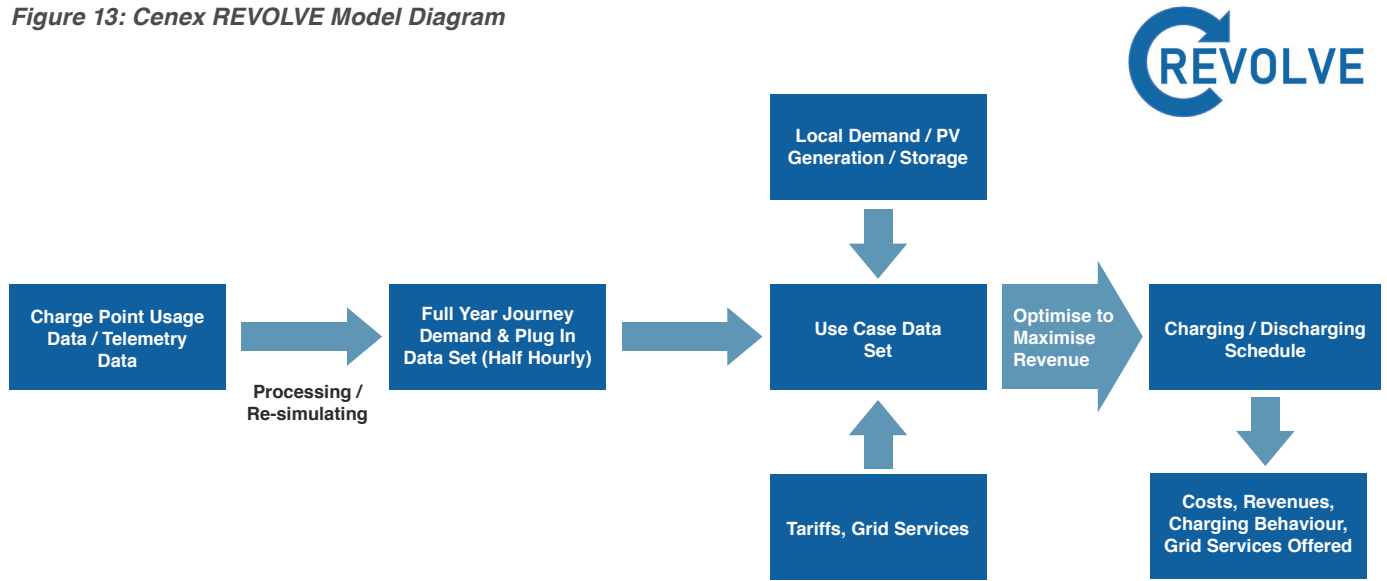 Figure 13: Cenex REVOLVE Model Diagram
REVOLVE
Local Demand / PV
Generation / Storage
Charge Point Usage
Data / Telemetry
Data
Processing /
Re-simulating
Full Year Journey
Demand & Plug In
Data Set (Half Hourly)
Use Case Data
Set
Optimise to
Maximise
Revenue
Charging / Discharging
Schedule
Tariffs, Grid Services
Costs, Revenues,
Charging Behaviour,
Grid Services Offered